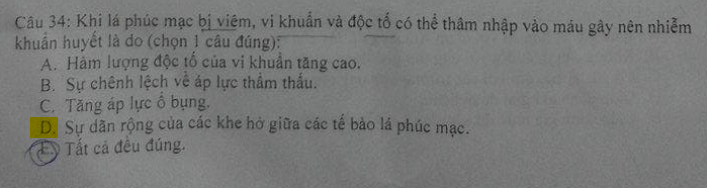 Câu 34: Khi lá phúc mạc bị viêm, vi khuẩn và độc tố có thể thâm nhập vào máu gây nên nhiễm
khuẩn huyết là do (chọn 1 câu đúng):
A. Hàm lượng độc tố của vi khuẩn tăng cao.
B. Sự chênh lệch về áp lực thẩm thấu.
C. Tăng áp lực ổ bụng.
D. Sự dãn rộng của các khe hở giữa các tế bào lá phúc mạc.
E. Tất cả đều đúng.